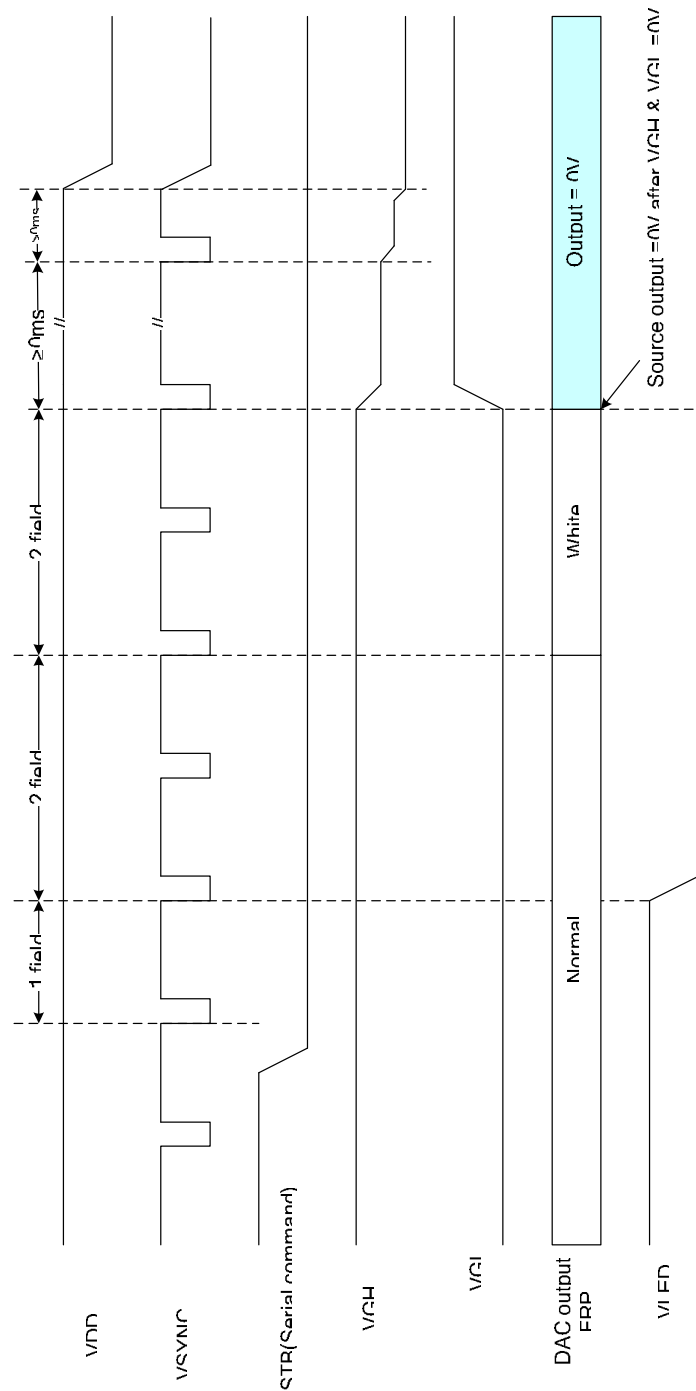 VDD
VSYNC
STB(Serial command)
VGH
VGL
DAC output
FRP
VLED
1 field
2 field
2 field
≥0ms
≥0ms
Normal
White
Output = 0V
Source output =0V after VGH & VGL =0V